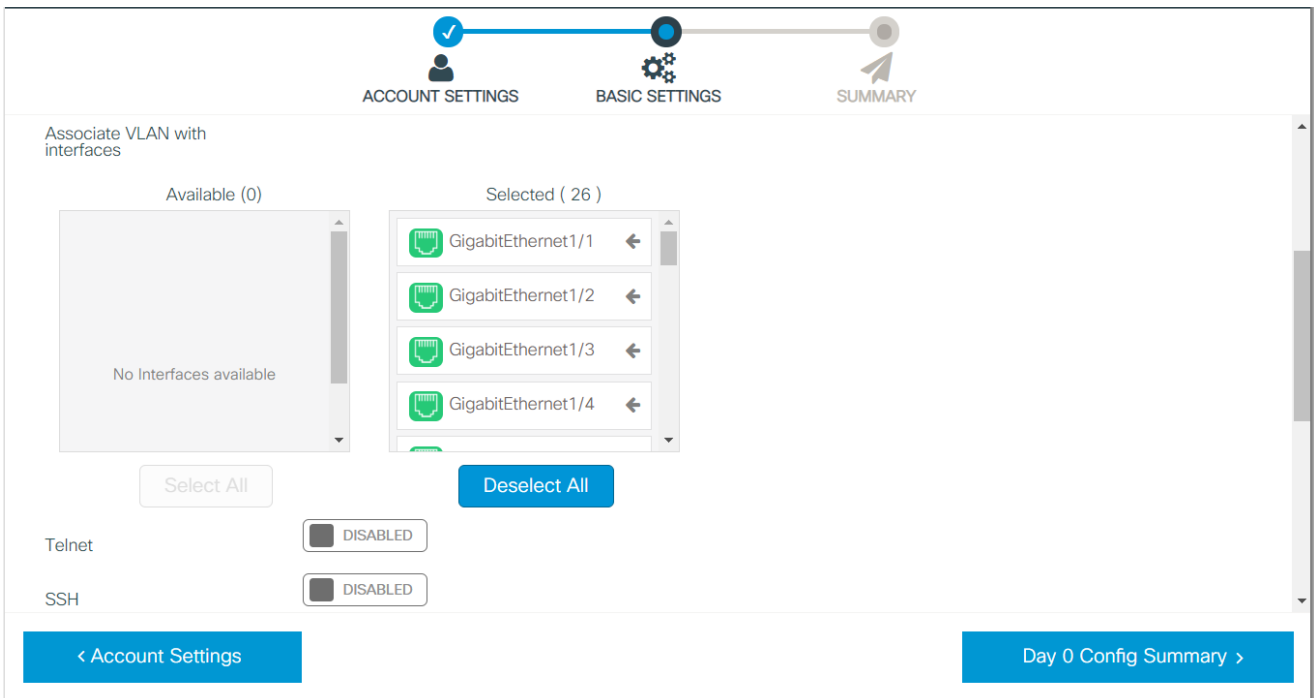 ACCOUNT SETTINGS
BASIC SETTINGS
SUMMARY
Associate VLAN with
interfaces
Available (0)
Selected ( 26 )
No Interfaces available
GigabitEthernet1/1
GigabitEthernet1/2
GigabitEthernet1/3
GigabitEthernet1/4
Select All
Deselect All
Telnet
DISABLED
SSH
DISABLED
< Account Settings
Day 0 Config Summary >